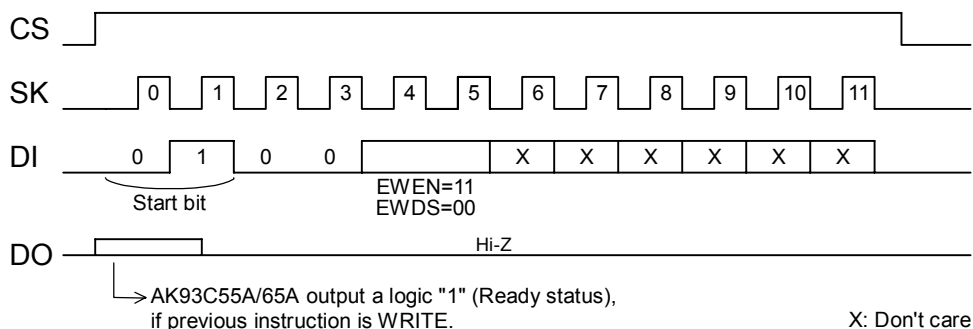 CS
SK 0 1 2 3 4 5 6 7 8 9 10 11
DI 0 1 0 0 X X X X X X
Start bit
EWEN=11
EWDS=00
DO Hi-Z
AK93C55A/65A output a logic "1" (Ready status),
if previous instruction is WRITE.
X: Don't care